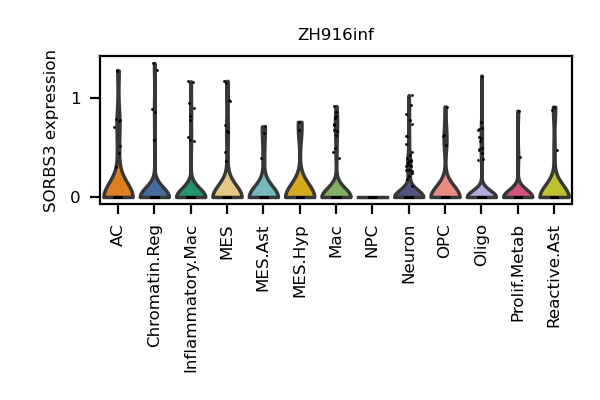 ZH916inf
SORBS3 expression
1
0
AC
Chromatin.Reg
Inflammatory.Mac
MES
MES.Ast
MES.Hyp
Mac
NPC
Neuron
OPC
Oligo
Prolif.Metab
Reactive.Ast